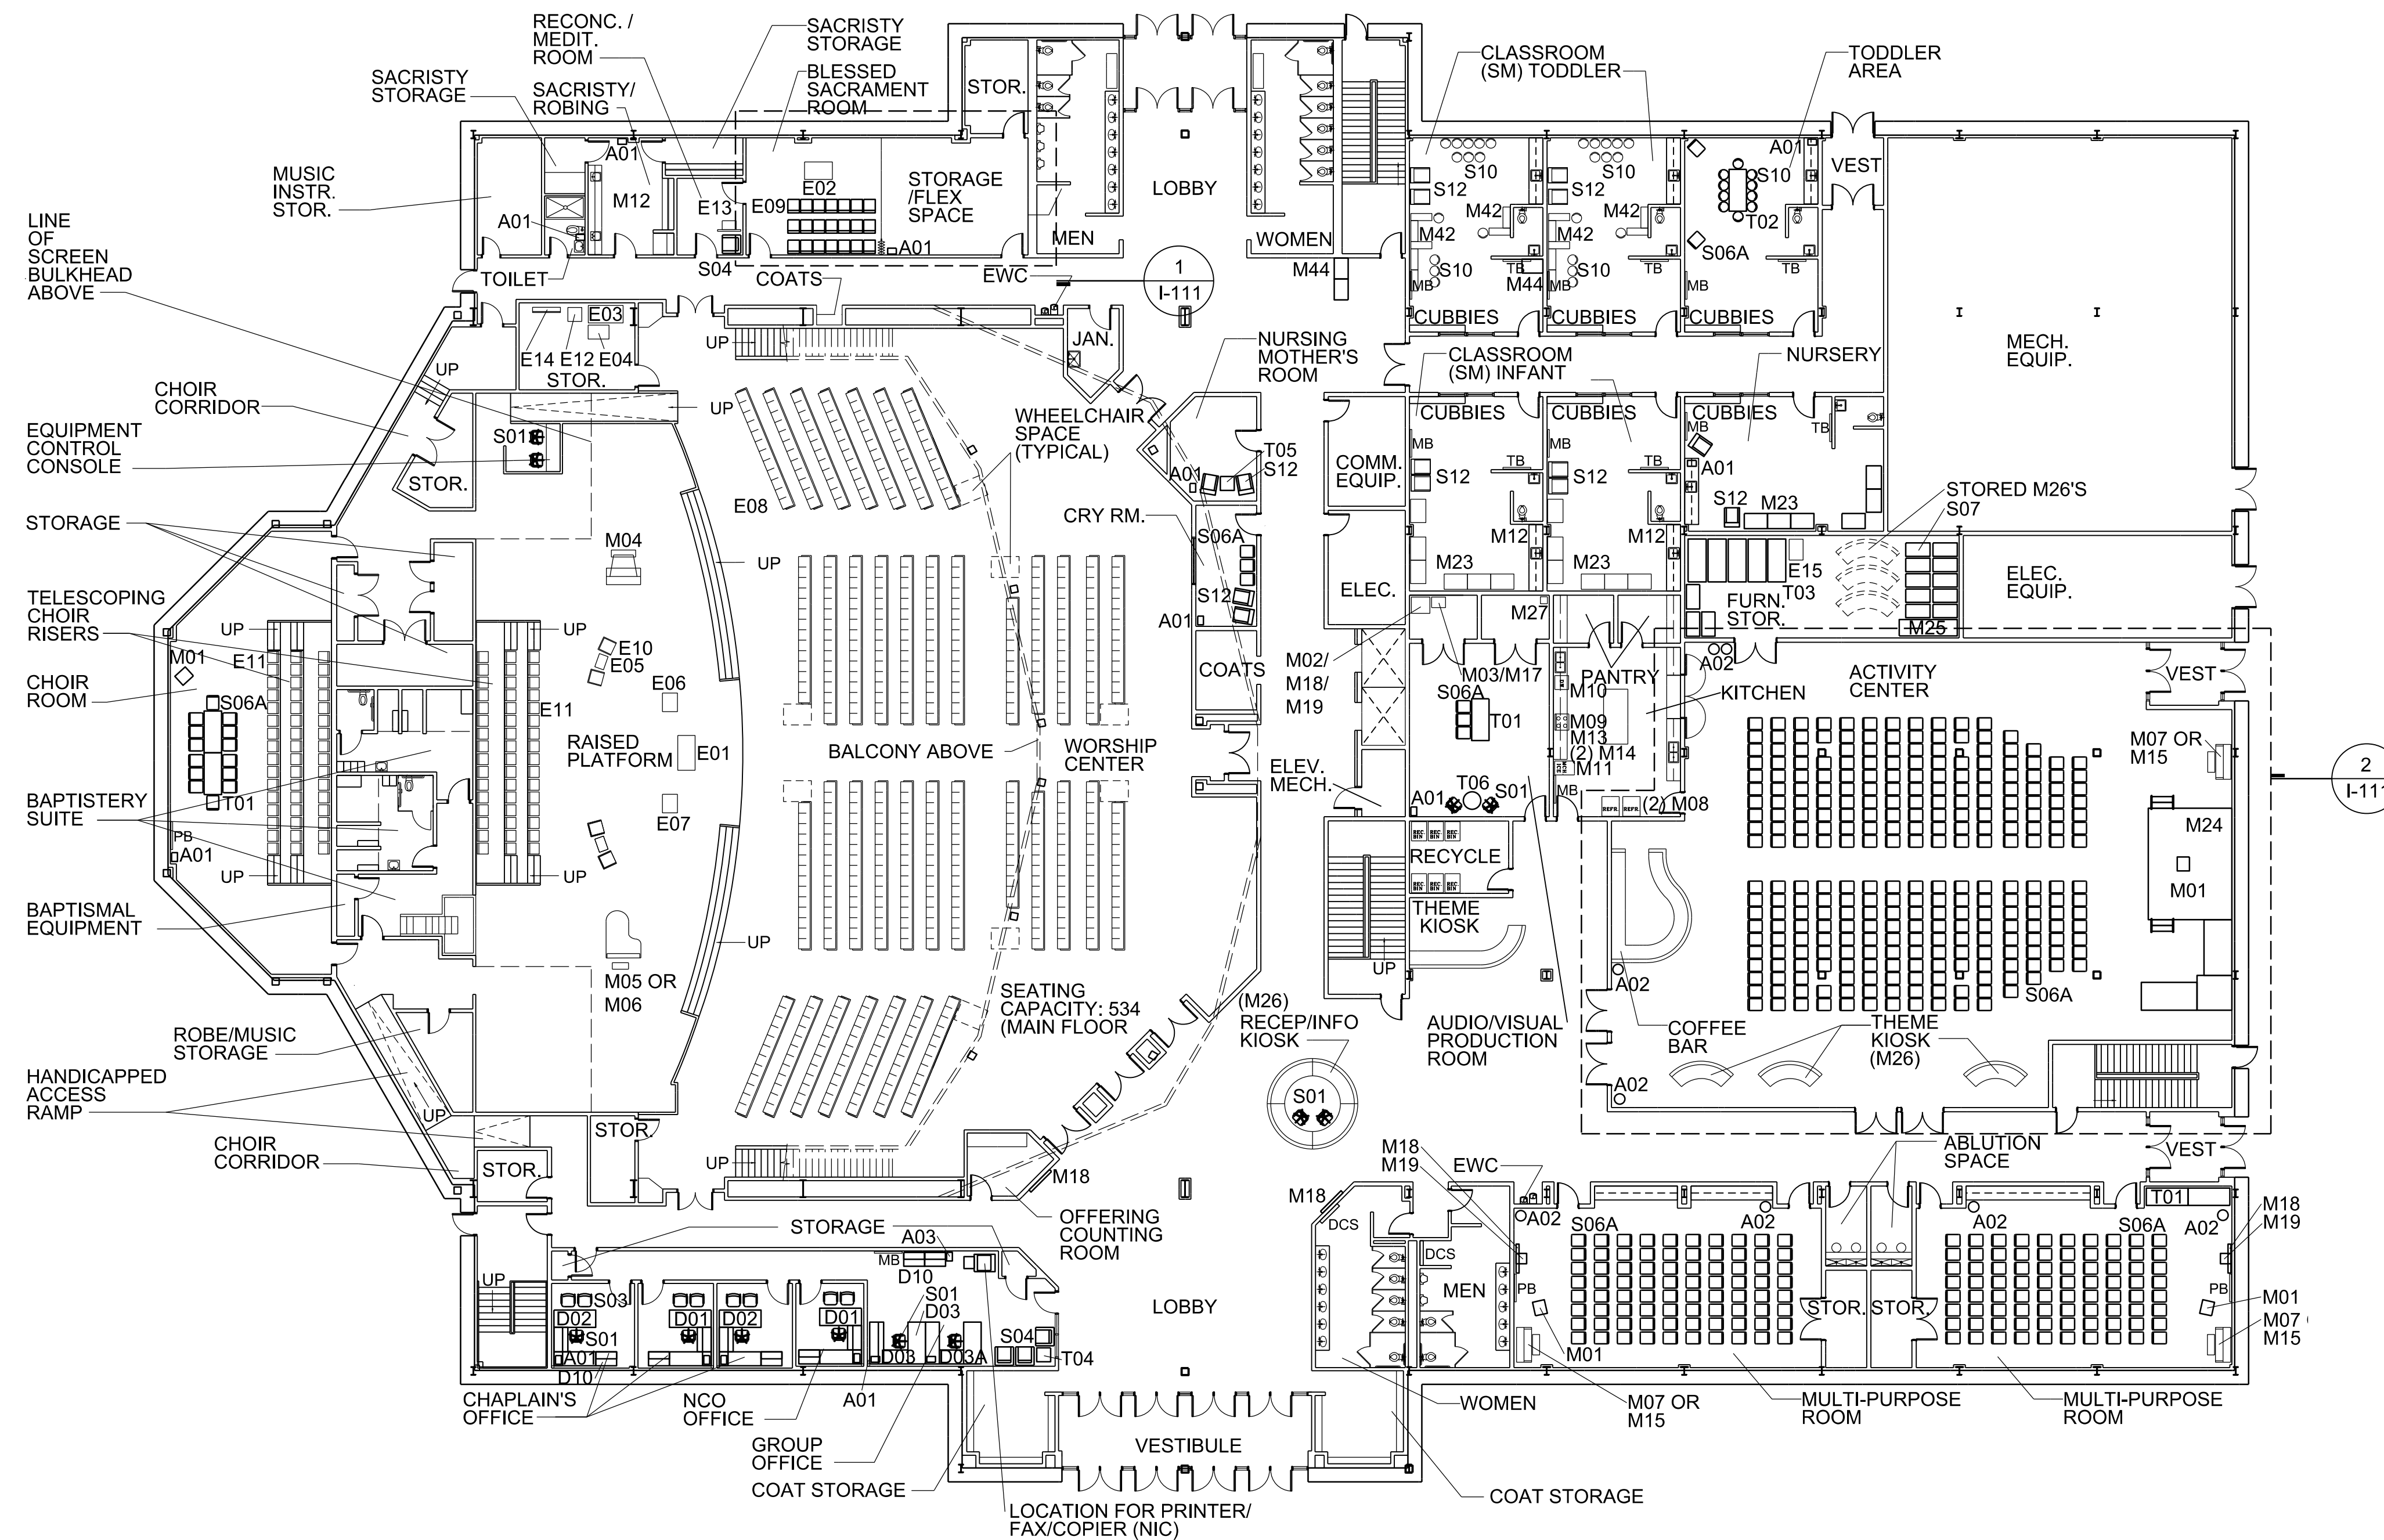 RECONC. /
MEDIT.
ROOM
SACRISTY
STORAGE
SACRISTY
STORAGE
SACRISTY/
ROBING
BLESSED
SACRAMENT
ROOM
CLASSROOM
(SM) TODDLER
TODDLER
AREA
MUSIC
INSTR.
STOR.
LINE
OF
SCREEN
BULKHEAD
ABOVE
STOR.
A01
M12
A01
TOILET
E13
S04
E02
E09
STORAGE
/FLEX
SPACE
A01
MEN
LOBBY
WOMEN
COATS
EWC
1
I-111
M44
S10
S12
M42
M42
S10
TB
M44
MB
CUBBIES
S10
S12
M42
M42
S10
TB
MB
CUBBIES
A01
S10
T02
S06A
TB
MB
CUBBIES
VEST
MECH.
EQUIP.
E03
E14 E12 E04
STOR.
UP
UP
UP
JAN.
NURSING
MOTHER'S
ROOM
CLASSROOM
(SM) INFANT
NURSERY
CHOIR
CORRIDOR
EQUIPMENT
CONTROL
CONSOLE
S01
STOR.
E08
WHEELCHAIR
SPACE
(TYPICAL)
A01
T05
S12
CRY RM.
COMM.
EQUIP.
CUBBIES
MB
S12
TB
M12
M23
CUBBIES
MB
S12
TB
M12
M23
CUBBIES
MB
TB
A01
S12
M23
STORED M26'S
S07
STORAGE
M04
UP
S06A
S12
A01
ELEC.
M27
E15
T03
FURN.
STOR.
M25
ELEC.
EQUIP.
TELESCOPING
CHOIR
RISERS
UP
UP
M01
E11
E10
E05
COATS
M02/
M18/
M19
M03/M17
S06A
T01
PANTRY
M10
M09
M13
(2) M14
M11
MB
KITCHEN
A02
ACTIVITY
CENTER
VEST
CHOIR
ROOM
S06A
E11
E06
RAISED
PLATFORM
E01
BALCONY ABOVE
WORSHIP
CENTER
M07 OR
M15
2
I-111
ELEV.
MECH.
T01
E07
A01
T06
S01
REFR.
REFR.
(2) M08
BAPTISTERY
SUITE
PB
A01
UP
UP
REC. BIN
REC. BIN
REC. BIN
RECYCLE
REC. BIN
REC. BIN
REC. BIN
M24
M01
BAPTISMAL
EQUIPMENT
THEME
KIOSK
UP
UP
A02
S06A
M05 OR
M06
SEATING
CAPACITY: 534
(MAIN FLOOR
(M26)
RECEP/INFO
KIOSK
AUDIO/VISUAL
PRODUCTION
ROOM
COFFEE
BAR
THEME
KIOSK
(M26)
ROBE/MUSIC
STORAGE
HANDICAPPED
ACCESS
RAMP
UP
S01
A02
CHOIR
CORRIDOR
STOR.
STOR.
UP
M18
M18
M19
EWC
ABLUTION
SPACE
VEST
OFFERING
COUNTING
ROOM
STORAGE
M18
DCS
DCS
A02
S06A
A02
A02
S06A
T01
A02
M18
M19
UP
A03
MB
D10
S03
D02
S01
A01
D10
D01
D02
D01
S01
D03
D03
D03A
S04
T04
LOBBY
MEN
PB
M01
STOR.
STOR.
PB
M01
M07
M15
CHAPLAIN'S
OFFICE
NCO
OFFICE
A01
GROUP
OFFICE
COAT STORAGE
VESTIBULE
WOMEN
M07 OR
M15
MULTI-PURPOSE
ROOM
MULTI-PURPOSE
ROOM
COAT STORAGE
LOCATION FOR PRINTER/
FAX/COPIER (NIC)